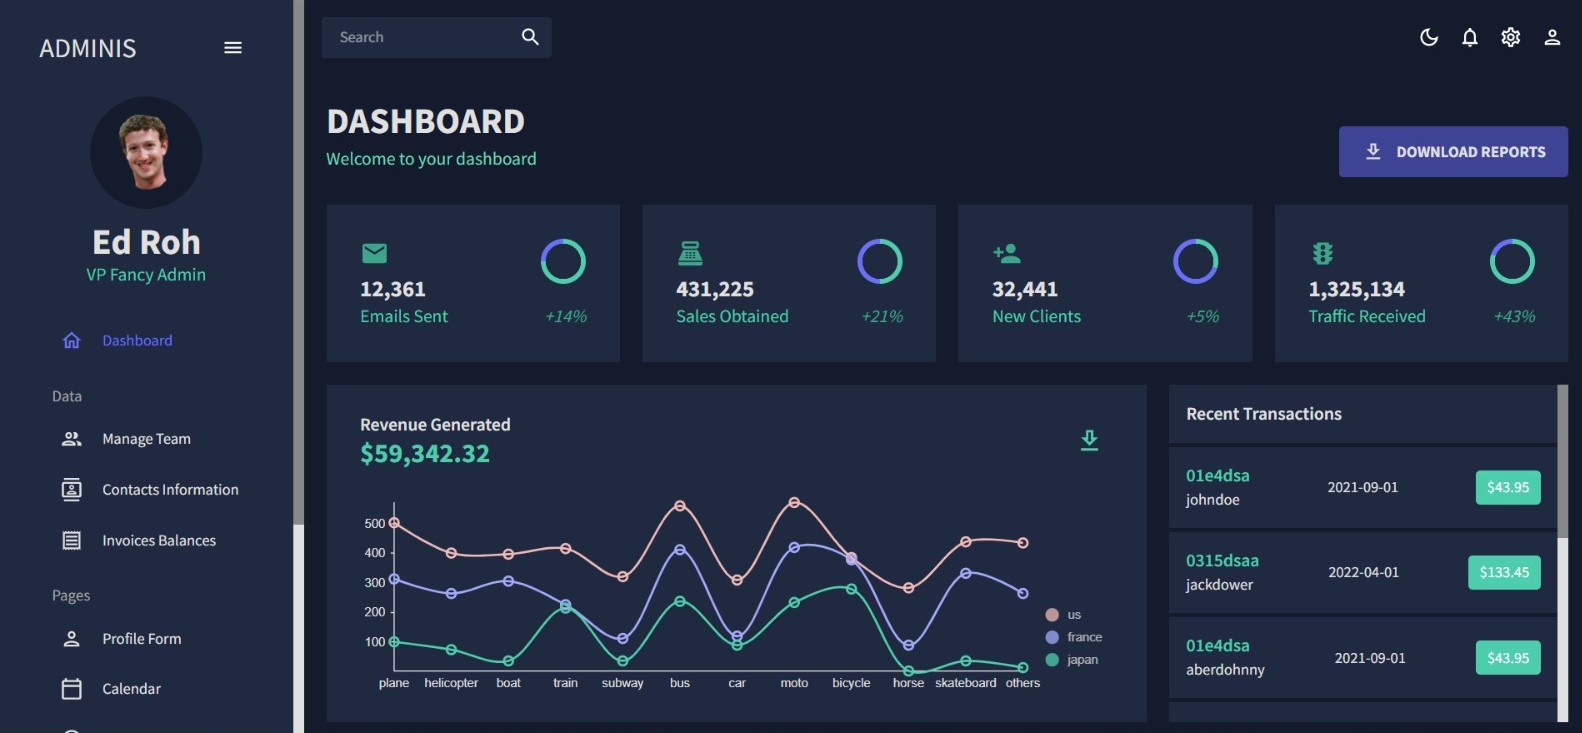 ADMINIS
Search
Ed Roh
VP Fancy Admin
Dashboard
Data
Manage Team
Contacts Information
Invoices Balances
Pages
Profile Form
Calendar
DASHBOARD
Welcome to your dashboard
DOWNLOAD REPORTS
12,361
Emails Sent +14%
431,225
Sales Obtained +21%
32,441
New Clients +5%
1,325,134
Traffic Received +43%
Revenue Generated
$59,342.32
500
400
300
200
100
plane helicopter boat train subway bus car moto bicycle horse skateboard others
us
france
japan
Recent Transactions
01e4dsa
johndoe
2021-09-01
$43.95
0315dsaa
jackdower
2022-04-01
$133.45
01e4dsa
aberdohnny
2021-09-01
$43.95